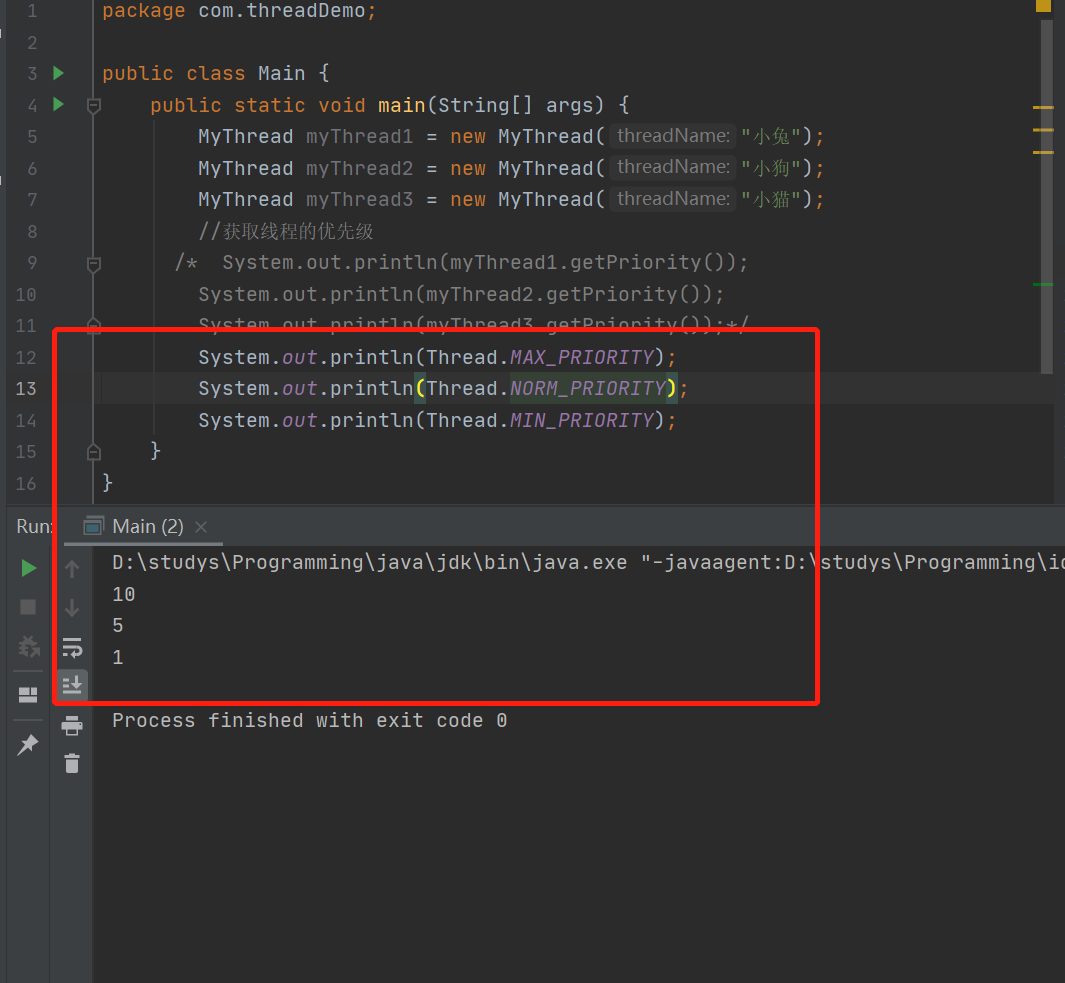 1 package com.threadDemo;
2
3 public class Main {
4 public static void main(String[] args) {
5 MyThread myThread1 = new MyThread( threadName: "小兔");
6 MyThread myThread2 = new MyThread( threadName: "小狗");
7 MyThread myThread3 = new MyThread( threadName: "小猫");
8 //获取线程的优先级
9 /* System.out.println(myThread1.getPriority());
10 System.out.println(myThread2.getPriority());
11 System.out.println(myThread3.getPriority());*/
12 System.out.println(Thread.MAX_PRIORITY);
13 System.out.println(Thread.NORM_PRIORITY);
14 System.out.println(Thread.MIN_PRIORITY);
15 }
16 }
Run: Main (2) ×
D:\studys\Programming\java\jdk\bin\java.exe "-javaagent:D:\studys\Programming\
10
5
1
Process finished with exit code 0